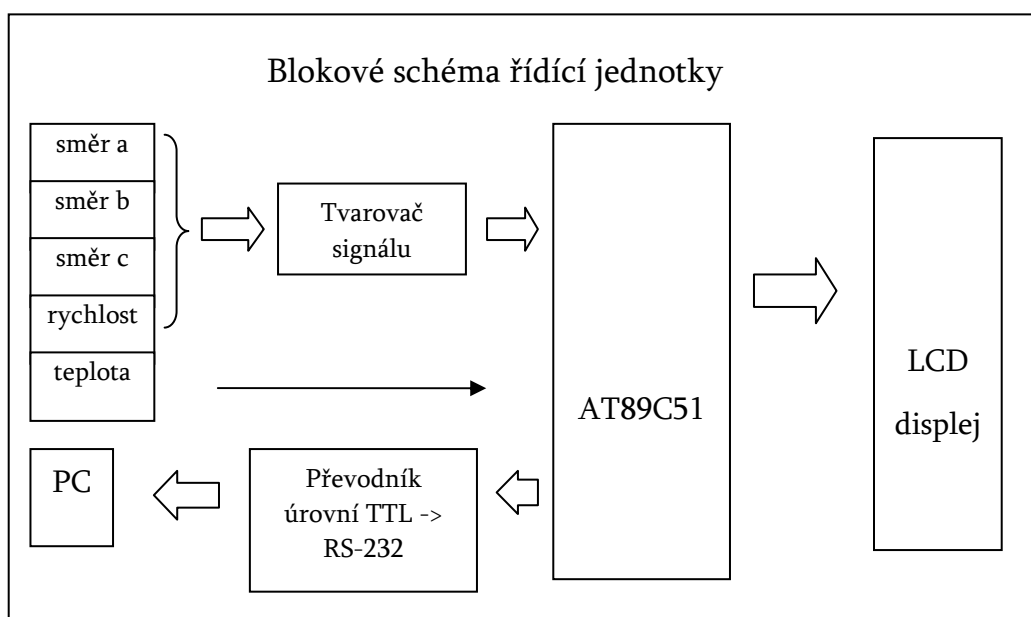 Blokové schéma řídící jednotky
směr a
směr b
směr c
rychlost
teplota
Tvarovač
signálu
AT89C51
LCD
displej
PC
Převodník
úrovní TTL ->
RS-232